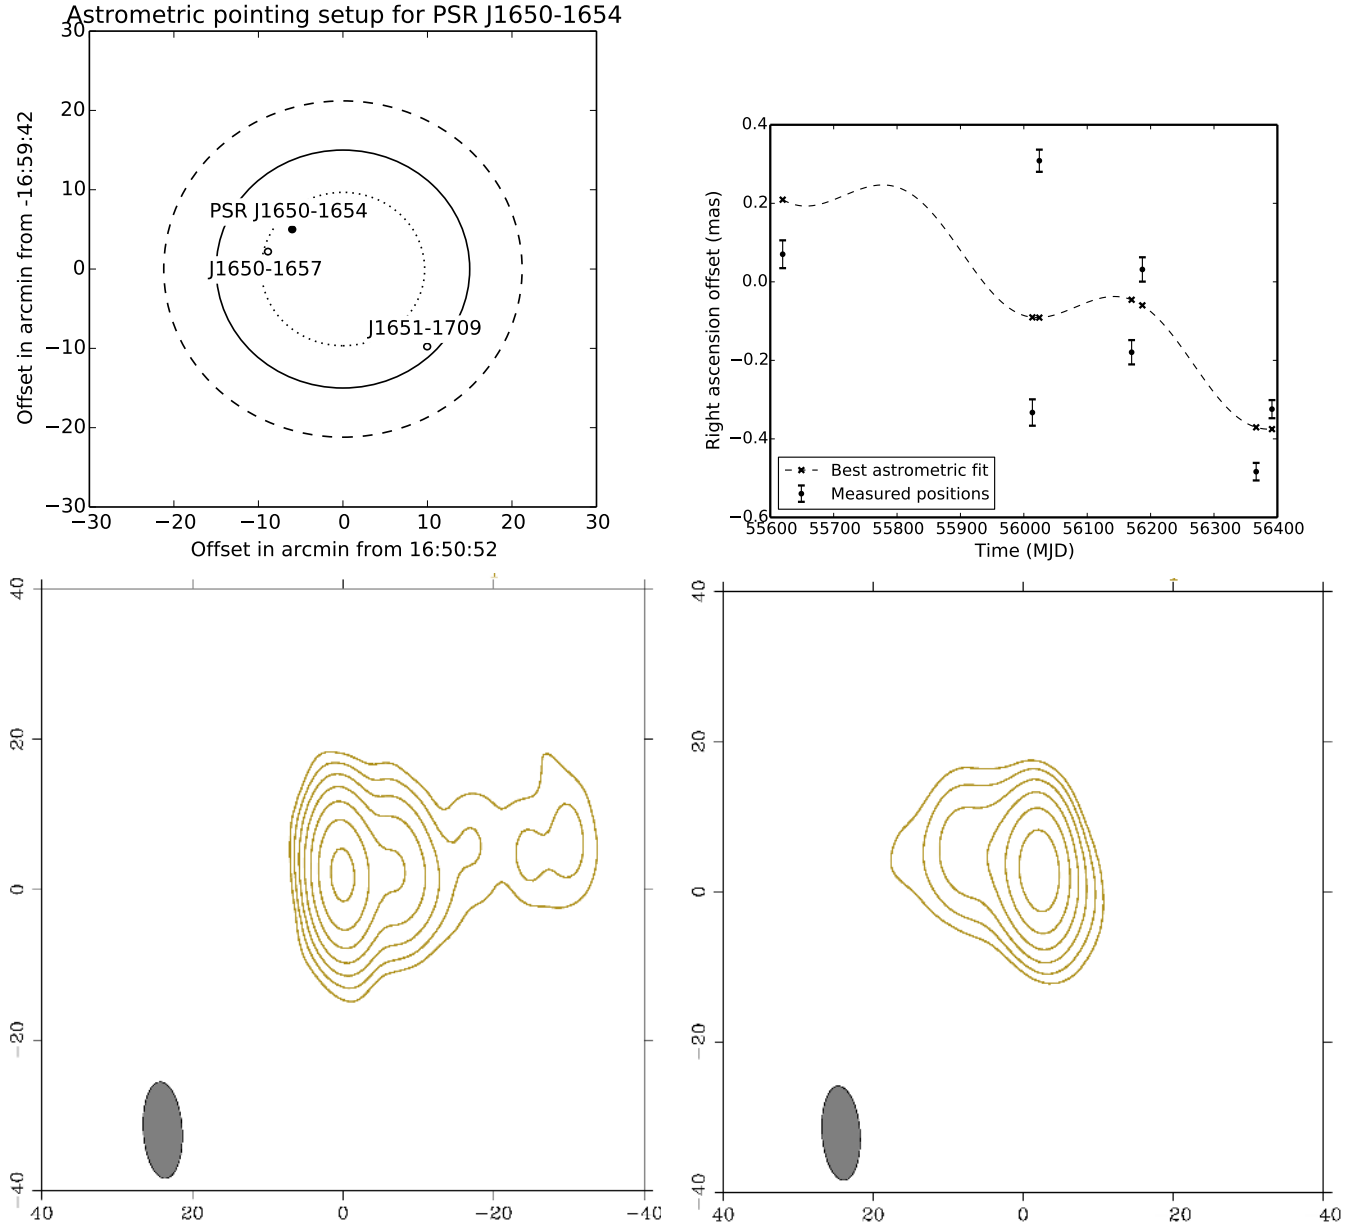 Astrometric pointing setup for PSR J1650-1654
30
20
10
0
−10
−20
−30
Offset in arcmin from -16:59:42
PSR J1650-1654
J1650-1657
J1651-1709
−30 −20 −10 0 10 20 30
Offset in arcmin from 16:50:52
0.4
0.2
0.0
−0.2
−0.4
−0.6
Right ascension offset (mas)
Best astrometric fit
Measured positions
55600 55700 55800 55900 56000 56100 56200 56300 56400
Time (MJD)
40
20
0
−20
−40
40 20 0 −20 −40
40
20
0
−20
−40
40 20 0 20 40